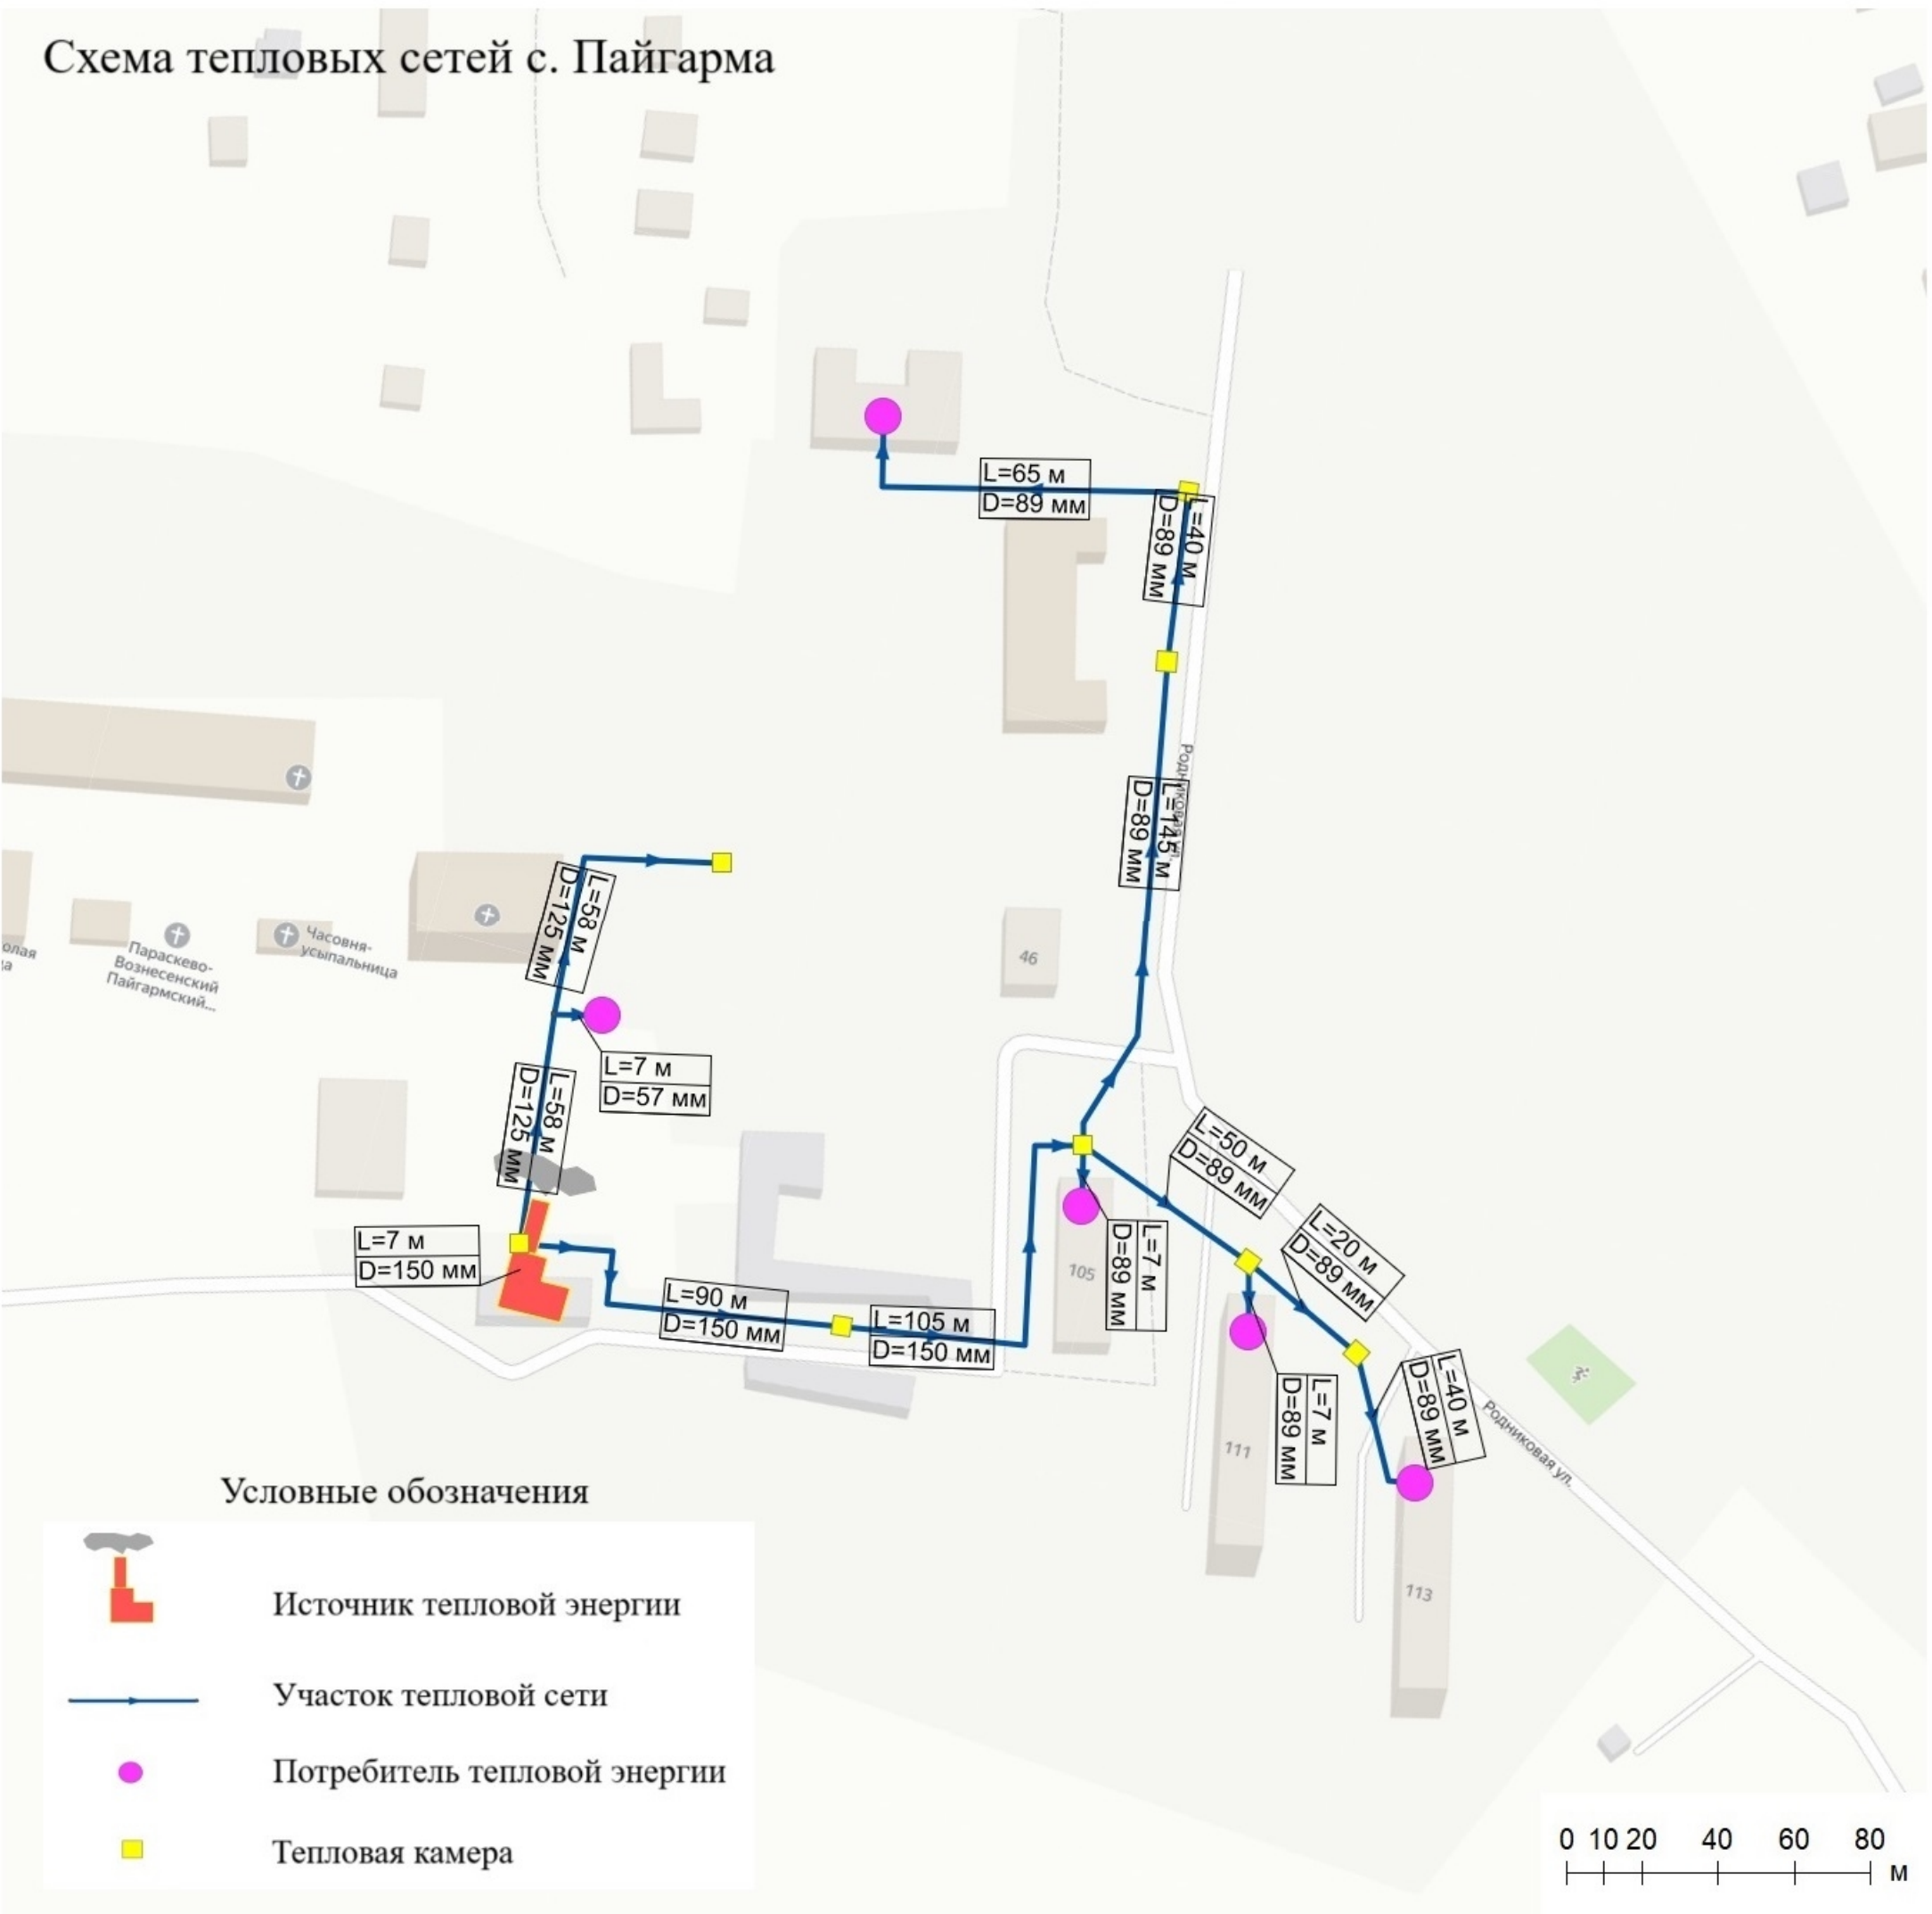 Схема тепловых сетей с. Пайгарма
L=65 м
D=89 мм
L=40 м
D=89 мм
Родниковая ул.
L=145 м
D=89 мм
L=58 м
D=125 мм
46
Часовня-
усыпальница
Параскево-
Вознесенский
Пайгармский...
L=7 м
D=57 мм
L=58 м
D=125 мм
L=50 м
D=89 мм
L=7 м
D=150 мм
L=20 м
D=89 мм
105
L=7 м
D=89 мм
L=90 м
D=150 мм
L=105 м
D=150 мм
L=40 м
D=89 мм
111
L=7 м
D=89 мм
Родниковая ул.
113
Условные обозначения
Источник тепловой энергии
Участок тепловой сети
Потребитель тепловой энергии
Тепловая камера
0 10 20 40 60 80
м